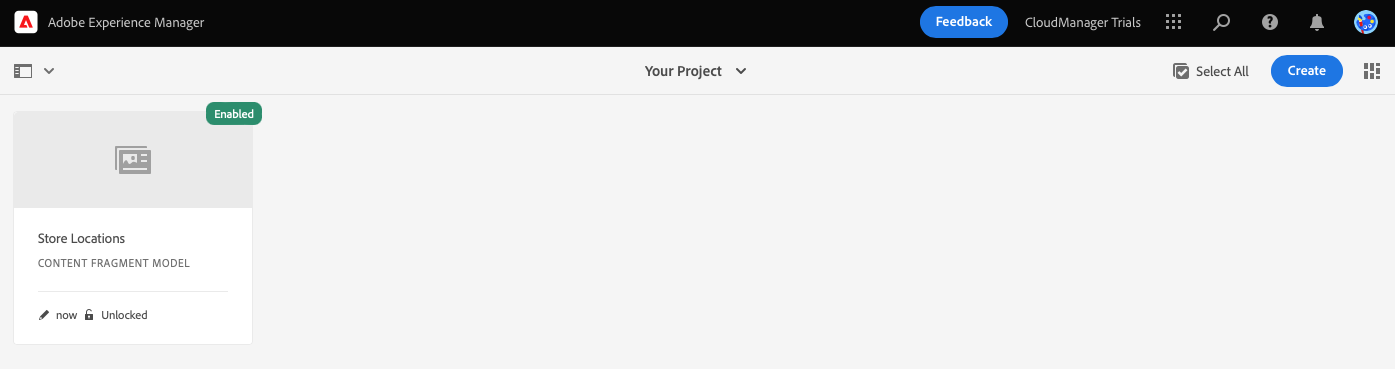 Adobe Experience Manager
Feedback
CloudManager Trials
Your Project
Select All
Create
Enabled
Store Locations
CONTENT FRAGMENT MODEL
now Unlocked